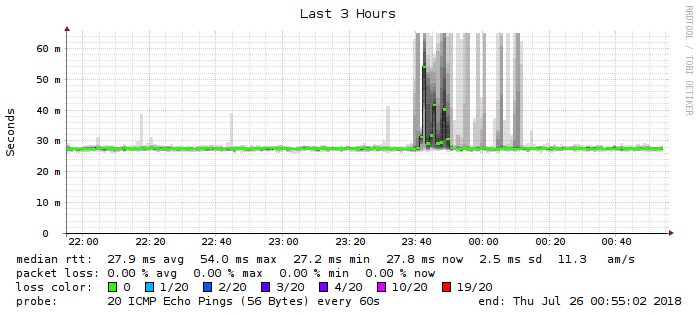 Last 3 Hours
RRDTOOL / TOBI OETIKER
Seconds
60 m
50 m
40 m
30 m
20 m
10 m
0
22:00 22:20 22:40 23:00 23:20 23:40 00:00 00:20 00:40
median rtt: 27.9 ms avg 54.0 ms max 27.2 ms min 27.8 ms now 2.5 ms sd 11.3 am/s
packet loss: 0.00 % avg 0.00 % max 0.00 % min 0.00 % now
loss color: 0 1/20 2/20 3/20 4/20 10/20 19/20
probe: 20 ICMP Echo Pings (56 Bytes) every 60s end: Thu Jul 26 00:55:02 2018